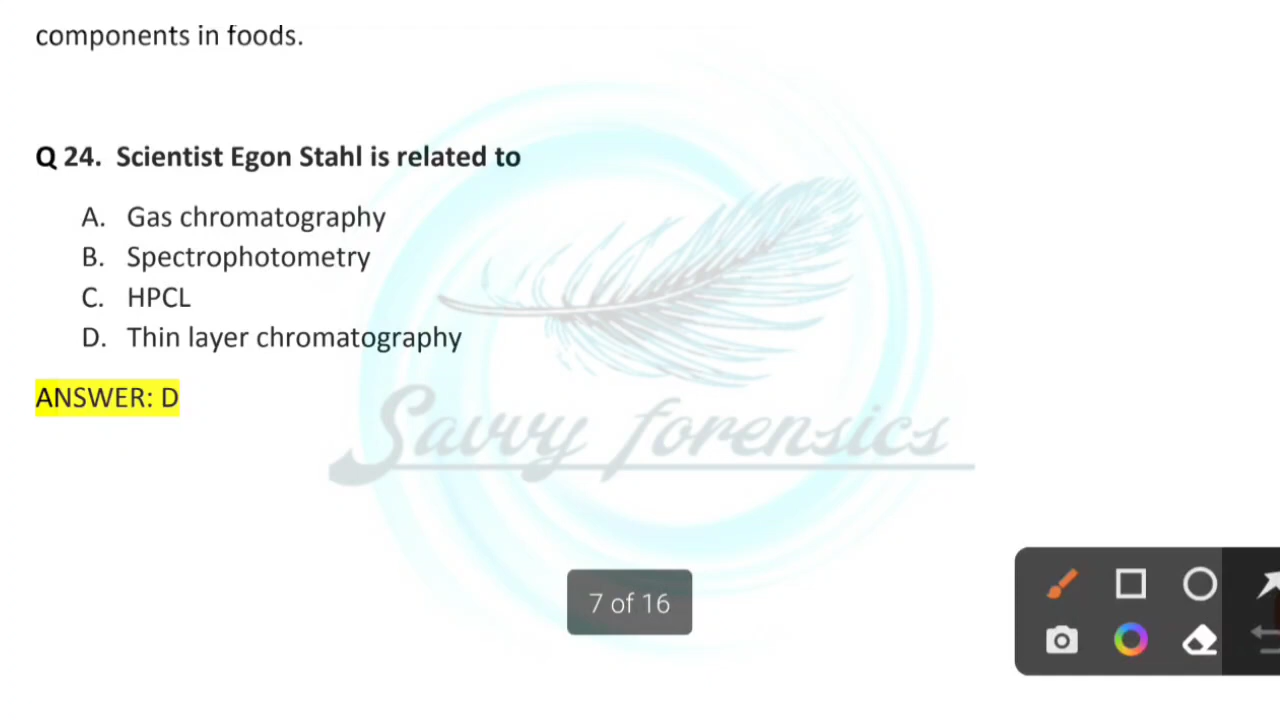 components in foods.
Q 24. Scientist Egon Stahl is related to
A. Gas chromatography
B. Spectrophotometry
C. HPCL
D. Thin layer chromatography
ANSWER: D
Savvy forensics
7 of 16